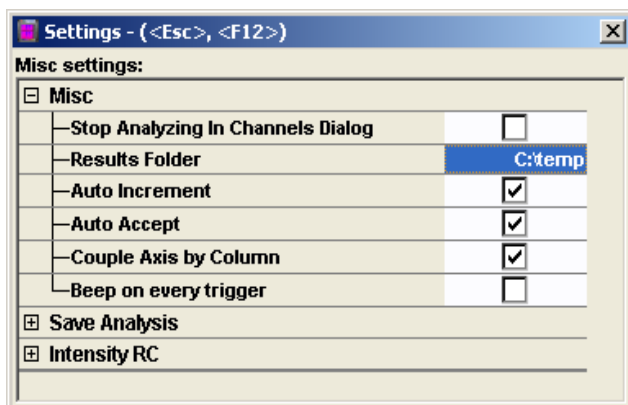 Settings - (<Esc>, <F12>)
Misc settings:
Misc
Stop Analyzing In Channels Dialog
Results Folder C:\temp
Auto Increment
Auto Accept
Couple Axis by Column
Beep on every trigger
Save Analysis
Intensity RC